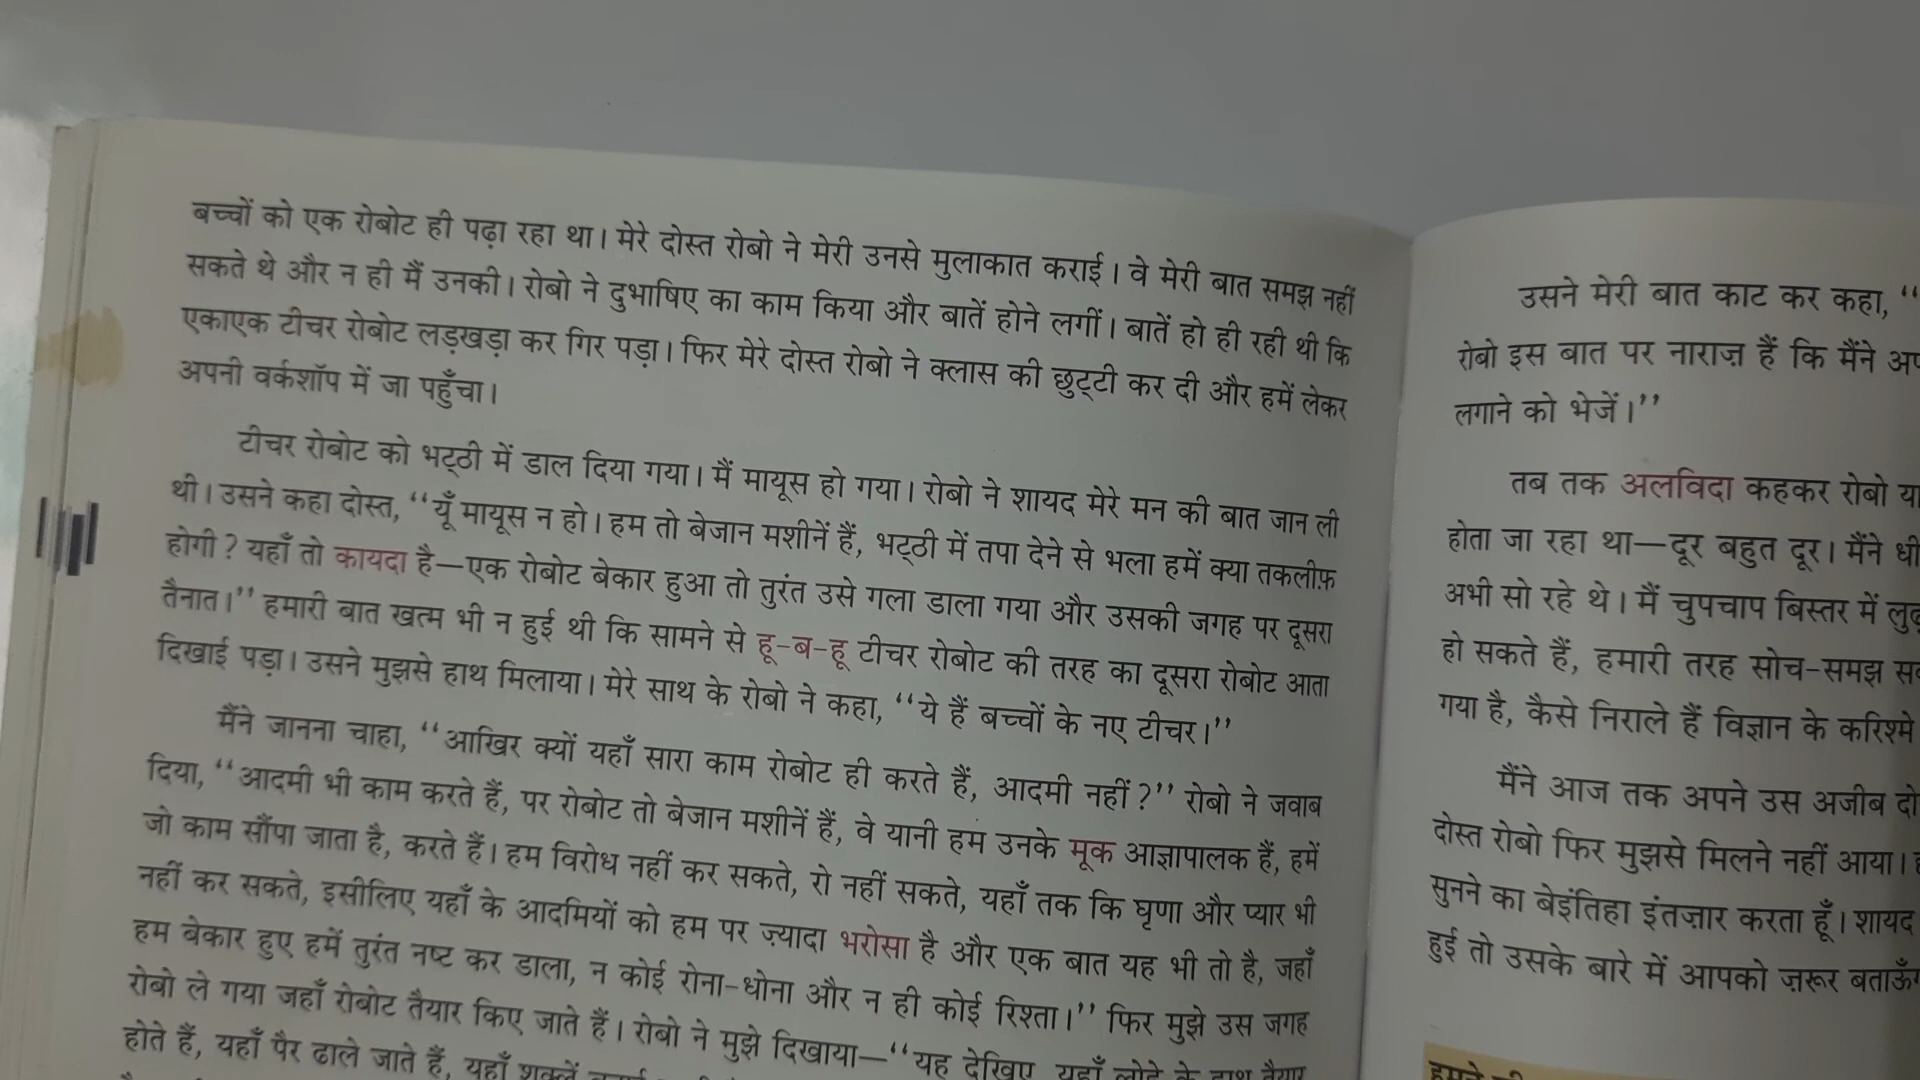 बच्चों को एक रोबोट ही पढ़ा रहा था। मेरे दोस्त रोबो ने मेरी उनसे मुलाकात कराई। वे मेरी बात समझ नहीं
सकते थे और न ही मैं उनकी। रोबो ने दुभाषिए का काम किया और बातें होने लगीं। बातें हो ही रही थी कि
एकाएक टीचर रोबोट लड़खड़ा कर गिर पड़ा। फिर मेरे दोस्त रोबो ने क्लास की छुट्टी कर दी और हमें लेकर
अपनी वर्कशॉप में जा पहुँचा।
टीचर रोबोट को भट्ठी में डाल दिया गया। मैं मायूस हो गया। रोबो ने शायद मेरे मन की बात जान ली
थी। उसने कहा दोस्त, ‘‘यूँ मायूस न हो। हम तो बेजान मशीनें हैं, भट्ठी में तपा देने से भला हमें क्या तकलीफ़
होगी? यहाँ तो कायदा है—एक रोबोट बेकार हुआ तो तुरंत उसे गला डाला गया और उसकी जगह पर दूसरा
तैनात।’’ हमारी बात खत्म भी न हुई थी कि सामने से हू-ब-हू टीचर रोबोट की तरह का दूसरा रोबोट आता
दिखाई पड़ा। उसने मुझसे हाथ मिलाया। मेरे साथ के रोबो ने कहा, ‘‘ये हैं बच्चों के नए टीचर।’’
मैंने जानना चाहा, ‘‘आखिर क्यों यहाँ सारा काम रोबोट ही करते हैं, आदमी नहीं?’’ रोबो ने जवाब
दिया, ‘‘आदमी भी काम करते हैं, पर रोबोट तो बेजान मशीनें हैं, वे यानी हम उनके मूक आज्ञापालक हैं, हमें
जो काम सौंपा जाता है, करते हैं। हम विरोध नहीं कर सकते, रो नहीं सकते, यहाँ तक कि घृणा और प्यार भी
नहीं कर सकते, इसीलिए यहाँ के आदमियों को हम पर ज़्यादा भरोसा है और एक बात यह भी तो है, जहाँ
हम बेकार हुए हमें तुरंत नष्ट कर डाला, न कोई रोना-धोना और न ही कोई रिश्ता।’’ फिर मुझे उस जगह
रोबो ले गया जहाँ रोबोट तैयार किए जाते हैं। रोबो ने मुझे दिखाया—‘‘यह देखिए, यहाँ लोहे के हाथ तैयार
होते हैं, यहाँ पैर ढाले जाते हैं, यहाँ शक्लें
उसने मेरी बात काट कर कहा, ‘‘
रोबो इस बात पर नाराज़ हैं कि मैंने
लगाने को भेजें।’’
तब तक अलविदा कहकर रोबो
होता जा रहा था—दूर बहुत दूर। मैंने
अभी सो रहे थे। मैं चुपचाप बिस्तर में
हो सकते हैं, हमारी तरह सोच-समझ
गया है, कैसे निराले हैं विज्ञान के करिश्मे
मैंने आज तक अपने उस अजीब
दोस्त रोबो फिर मुझसे मिलने नहीं आया।
सुनने का बेइंतिहा इंतज़ार करता हूँ। शायद
हुई तो उसके बारे में आपको ज़रूर